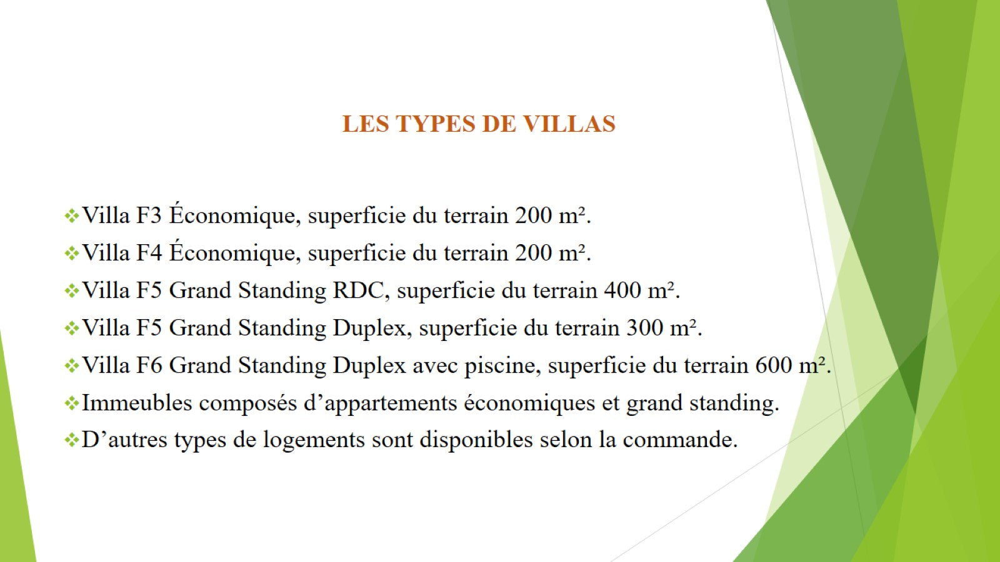 LES TYPES DE VILLAS
Villa F3 Économique, superficie du terrain 200 m².
Villa F4 Économique, superficie du terrain 200 m².
Villa F5 Grand Standing RDC, superficie du terrain 400 m².
Villa F5 Grand Standing Duplex, superficie du terrain 300 m².
Villa F6 Grand Standing Duplex avec piscine, superficie du terrain 600 m².
Immeubles composés d’appartements économiques et grand standing.
D’autres types de logements sont disponibles selon la commande.